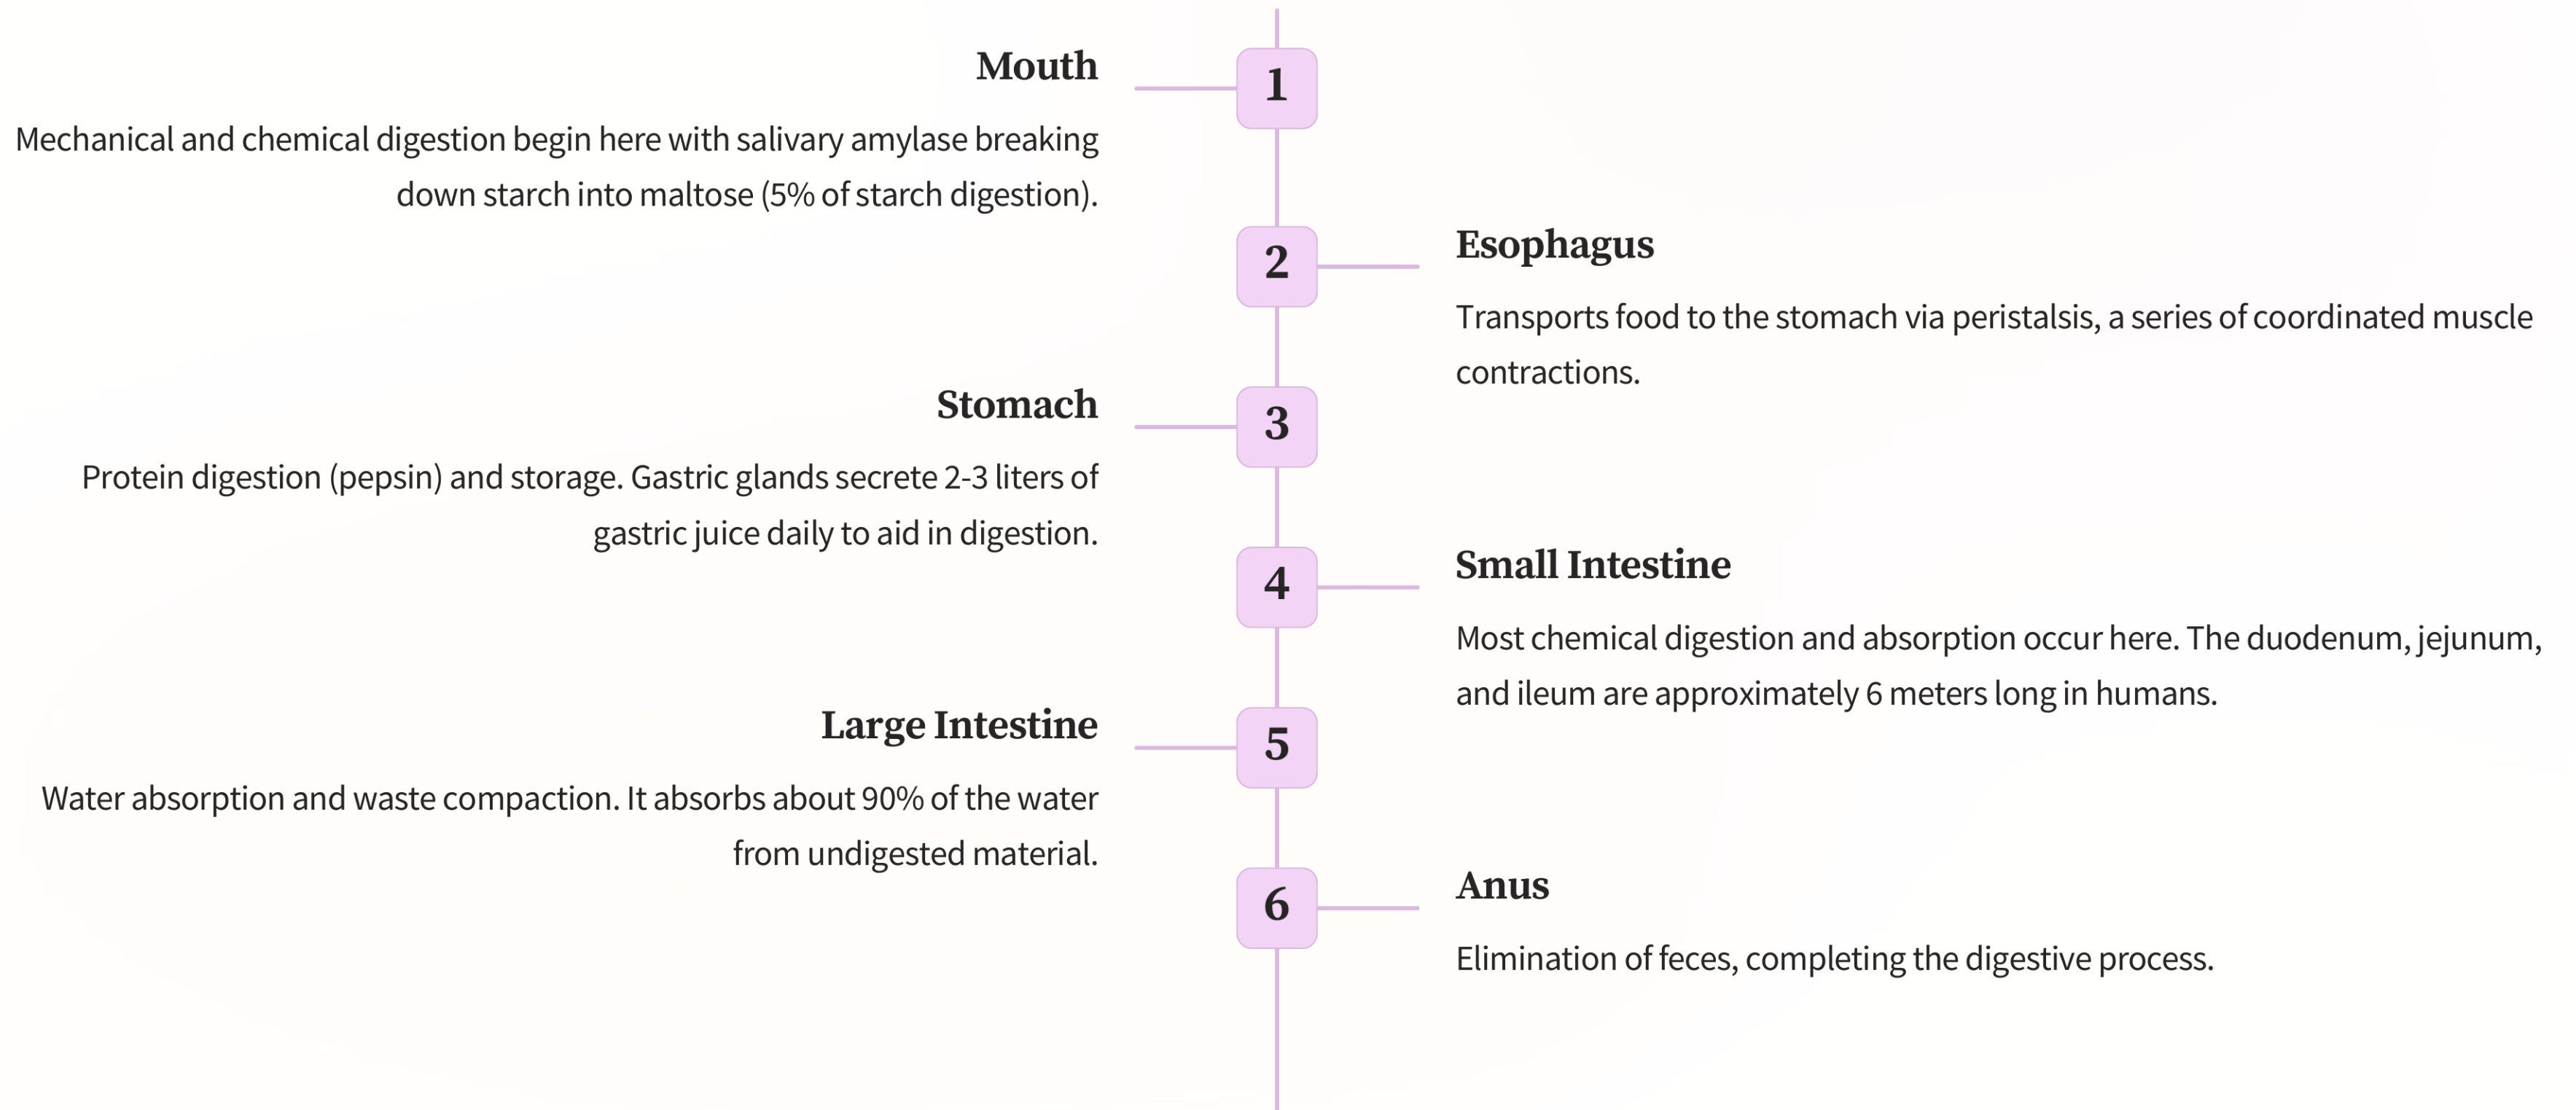 1
Mouth
Mechanical and chemical digestion begin here with salivary amylase breaking
down starch into maltose (5% of starch digestion).
2
Esophagus
Transports food to the stomach via peristalsis, a series of coordinated muscle
contractions.
3
Stomach
Protein digestion (pepsin) and storage. Gastric glands secrete 2-3 liters of
gastric juice daily to aid in digestion.
4
Small Intestine
Most chemical digestion and absorption occur here. The duodenum, jejunum,
and ileum are approximately 6 meters long in humans.
5
Large Intestine
Water absorption and waste compaction. It absorbs about 90% of the water
from undigested material.
6
Anus
Elimination of feces, completing the digestive process.